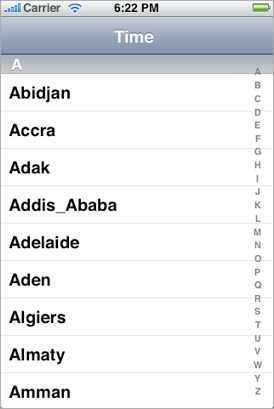 Carrier 6:22 PM
Time
A
Abidjan
Accra
Adak
Addis_Ababa
Adelaide
Aden
Algiers
Almaty
Amman
A
B
C
D
E
F
G
H
I
J
K
L
M
N
O
P
Q
R
S
T
U
V
W
Y
Z